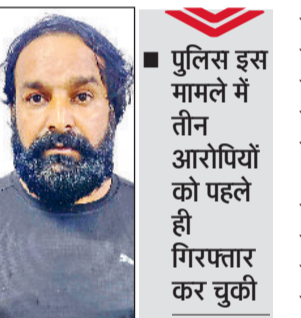 ■ पुलिस इस
मामले में
तीन
आरोपियों
को पहले
ही
गिरफ्तार
कर चुकी